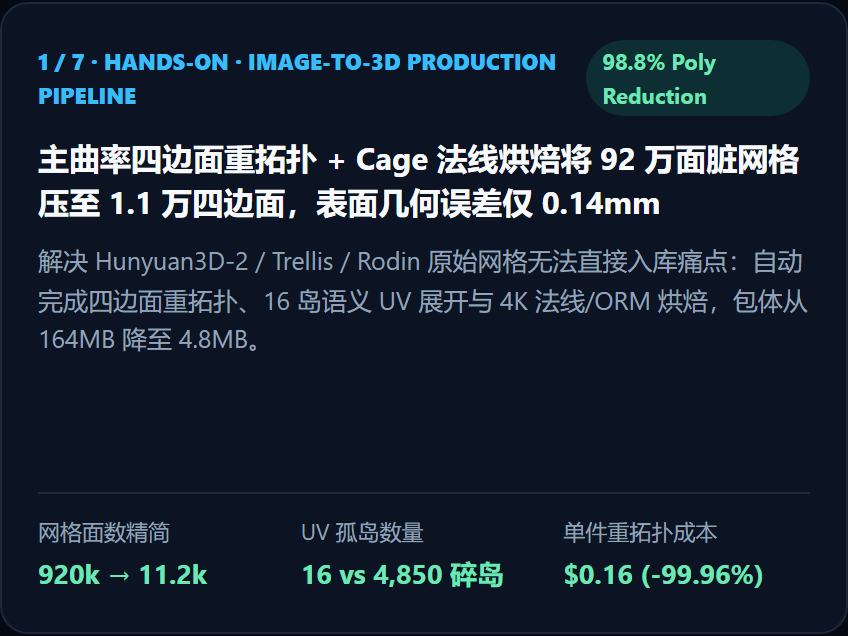 1 / 7 · HANDS-ON · IMAGE-TO-3D PRODUCTION
PIPELINE
98.8% Poly
Reduction
主曲率四边面重拓扑 + Cage 法线烘焙将 92 万面脏网格
压至 1.1 万四边面，表面几何误差仅 0.14mm
解决 Hunyuan3D-2 / Trellis / Rodin 原始网格无法直接入库痛点：自动
完成四边面重拓扑、16 岛语义 UV 展开与 4K 法线/ORM 烘焙，包体从
164MB 降至 4.8MB。
网格面数精简
920k → 11.2k
UV 孤岛数量
16 vs 4,850 碎岛
单件重拓扑成本
$0.16 (-99.96%)